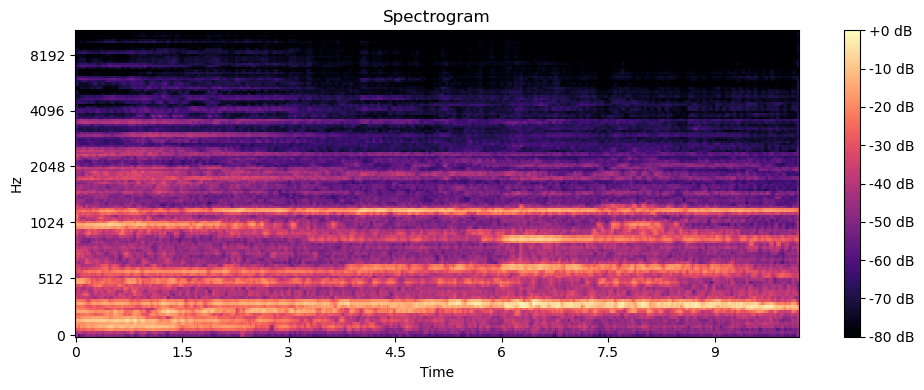 Spectrogram
Hz
8192
4096
2048
1024
512
0
0 1.5 3 4.5 6 7.5 9
Time
+0 dB
-10 dB
-20 dB
-30 dB
-40 dB
-50 dB
-60 dB
-70 dB
-80 dB